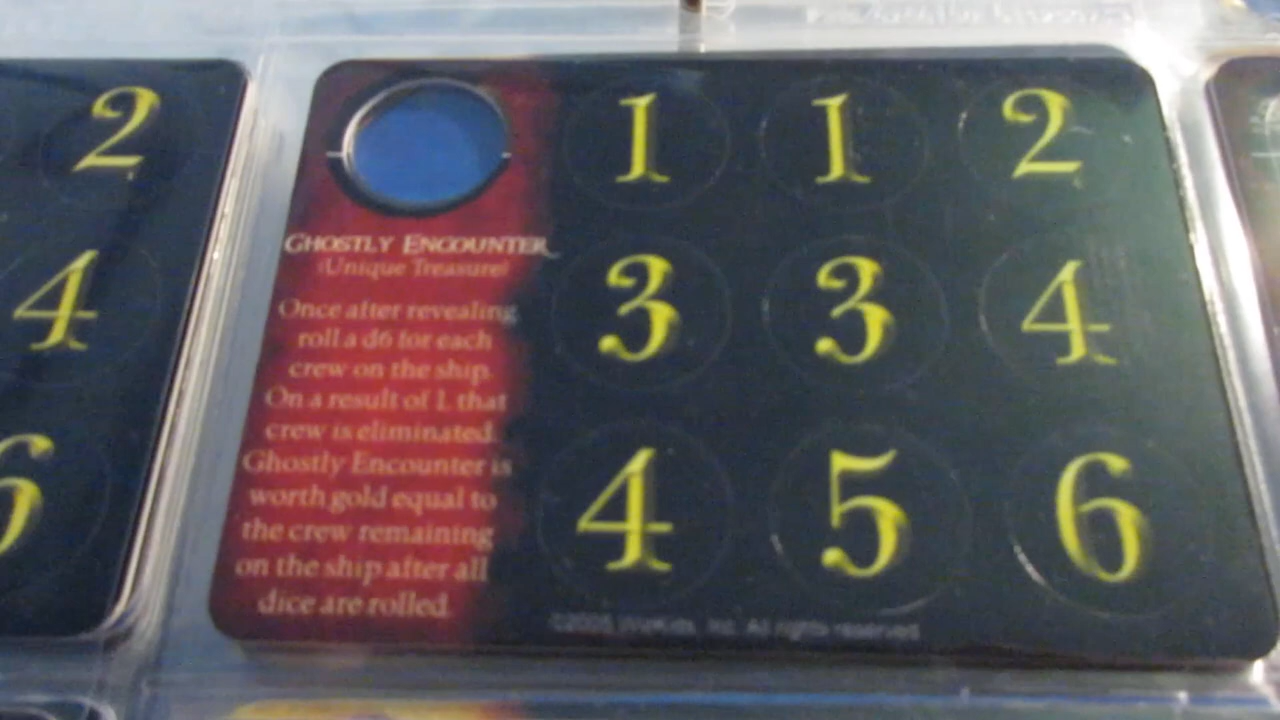 2
4
6
GHOSTLY ENCOUNTER
(Unique Treasure)
Once after revealing
roll a d6 for each
crew on the ship.
On a result of 1, that
crew is eliminated.
Ghostly Encounter is
worth gold equal to
the crew remaining
on the ship after all
dice are rolled.
1 1 2
3 3 4
4 5 6
©2005 WizKids, Inc. All rights reserved.